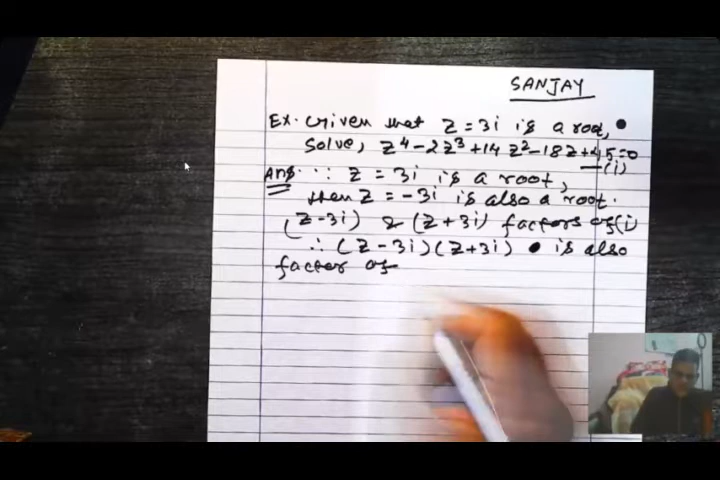 SANJAY
Ex. Given that z = 3i is a root,
Solve, z⁴ - 2z³ + 14z² - 18z + 45 = 0
Ans. ∵ z = 3i is a root, —(i)
then z = -3i is also a root.
(z - 3i) & (z + 3i) factors of (i)
∴ (z - 3i)(z + 3i) is also
factor of